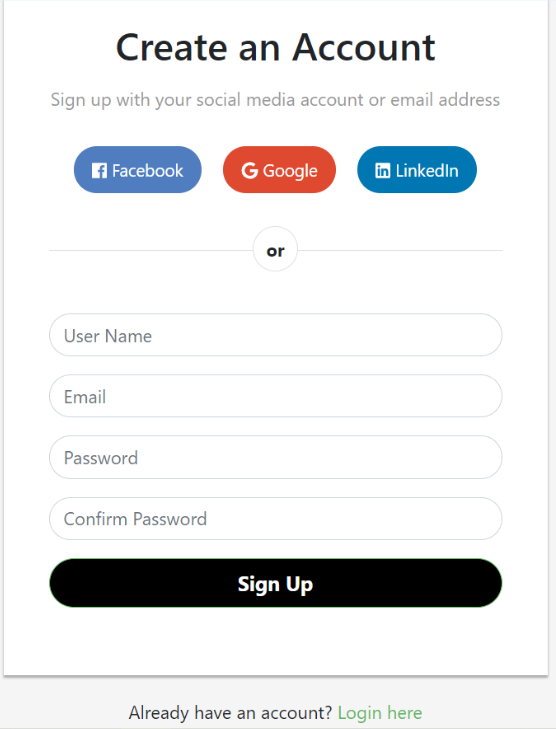 Create an Account
Sign up with your social media account or email address
Facebook Google LinkedIn
or
User Name
Email
Password
Confirm Password
Sign Up
Already have an account? Login here